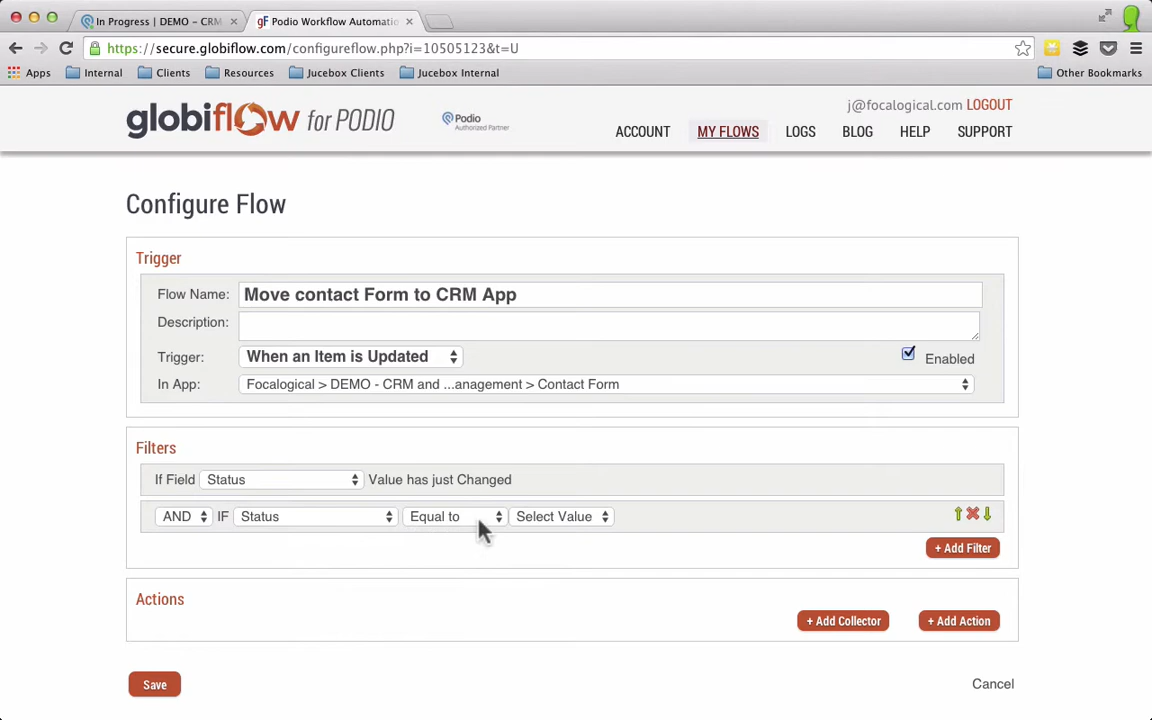 In Progress | DEMO – CRM
Podio Workflow Automati
https://secure.globiflow.com/configureflow.php?i=10505123&t=U
Apps Internal Clients Resources Jucebox Clients Jucebox Internal Other Bookmarks
globiflow for PODIO
Podio
Authorized Partner
j@focalogical.com LOGOUT
ACCOUNT MY FLOWS LOGS BLOG HELP SUPPORT
Configure Flow
Trigger
Flow Name: Move contact Form to CRM App
Description:
Trigger: When an Item is Updated Enabled
In App: Focalogical > DEMO - CRM and ...anagement > Contact Form
Filters
If Field Status Value has just Changed
AND IF Status Equal to Select Value
+ Add Filter
Actions
+ Add Collector + Add Action
Save Cancel